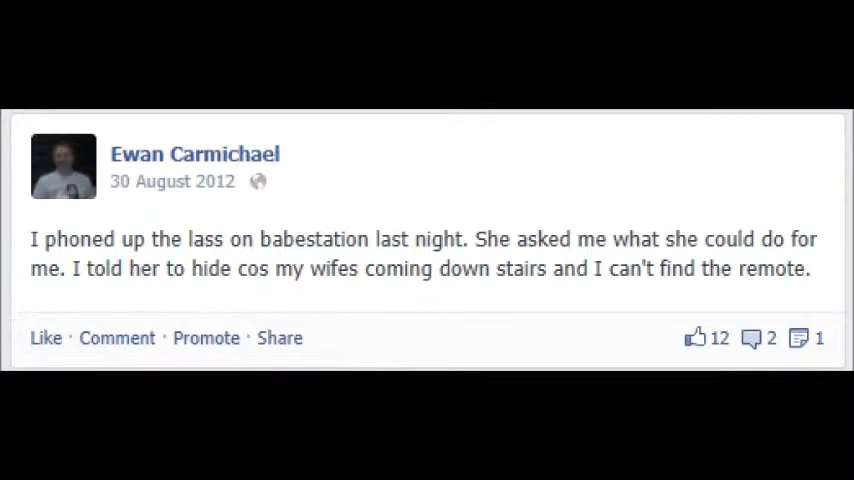 Ewan Carmichael
30 August 2012
I phoned up the lass on babestation last night. She asked me what she could do for
me. I told her to hide cos my wifes coming down stairs and I can't find the remote.
Like · Comment · Promote · Share 12 2 1